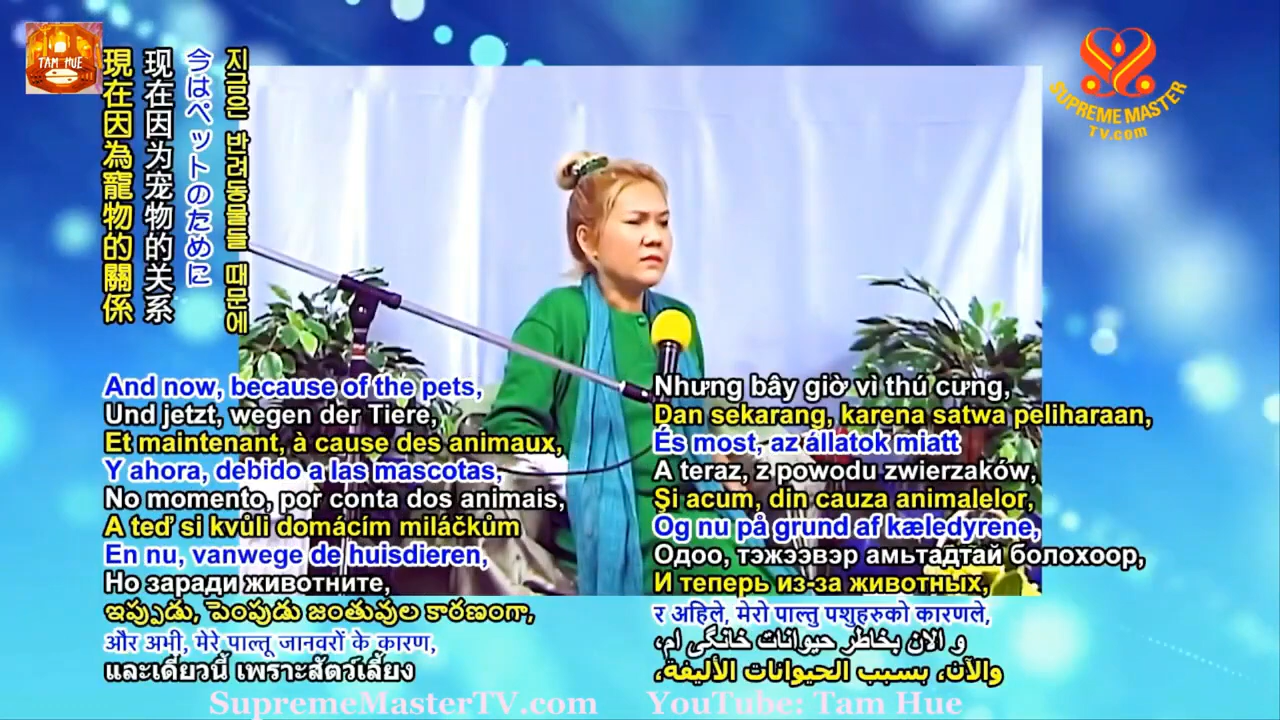 TAM HUE
現在因為寵物的關係
现在因为宠物的关系
今はペットのために
지금은 반려동물들 때문에
SUPREME MASTER
TV.com
And now, because of the pets,
Und jetzt, wegen der Tiere,
Et maintenant, à cause des animaux,
Y ahora, debido a las mascotas,
No momento, por conta dos animais,
A teď si kvůli domácím miláčkům
En nu, vanwege de huisdieren,
Но заради животните,
ఇప్పుడు, పెంపుడు జంతువుల కారణంగా,
और अभी, मेरे पाल्तू जानवरों के कारण,
และเดี๋ยวนี้ เพราะสัตว์เลี้ยง
Nhưng bây giờ vì thú cưng,
Dan sekarang, karena satwa peliharaan,
És most, az állatok miatt
A teraz, z powodu zwierzaków,
Şi acum, din cauza animalelor,
Og nu på grund af kæledyrene,
Одоо, тэжээвэр амьтадтай болохоор,
И теперь из-за животных,
र अहिले, मेरो पाल्तु पशुहरुको कारणले,
و الان بخاطر حیوانات خانگی ام،
والآن، بسبب الحيوانات الأليفة،
SupremeMasterTV.com YouTube: Tam Hue